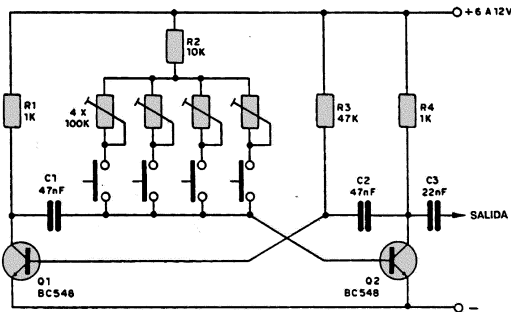 +6 A 12V
R2
10K
R1
1K
4 X
100K
R3
47K
R4
1K
C1
47nF
C2
47nF
C3
22nF
SALIDA
Q1
BC548
Q2
BC548
−